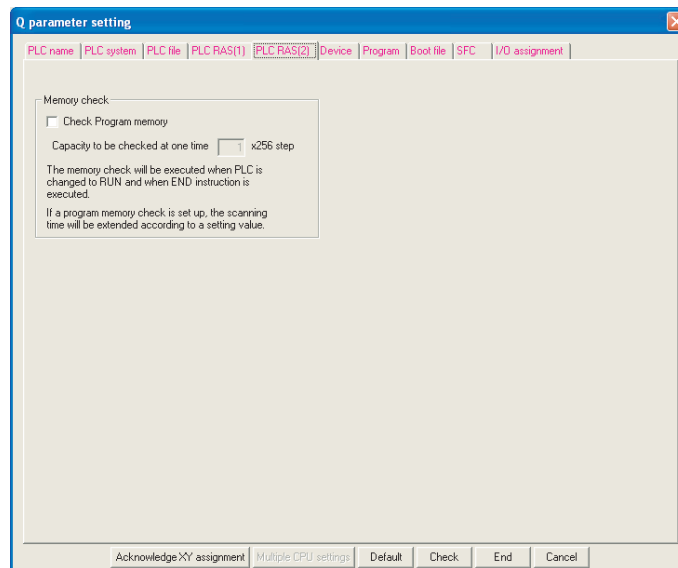 Q parameter setting
PLC name PLC system PLC file PLC RAS(1) PLC RAS(2) Device Program Boot file SFC I/O assignment
Memory check
Check Program memory
Capacity to be checked at one time 1 x256 step
The memory check will be executed when PLC is
changed to RUN and when END instruction is
executed.
If a program memory check is set up, the scanning
time will be extended according to a setting value.
Acknowledge XY assignment Multiple CPU settings Default Check End Cancel